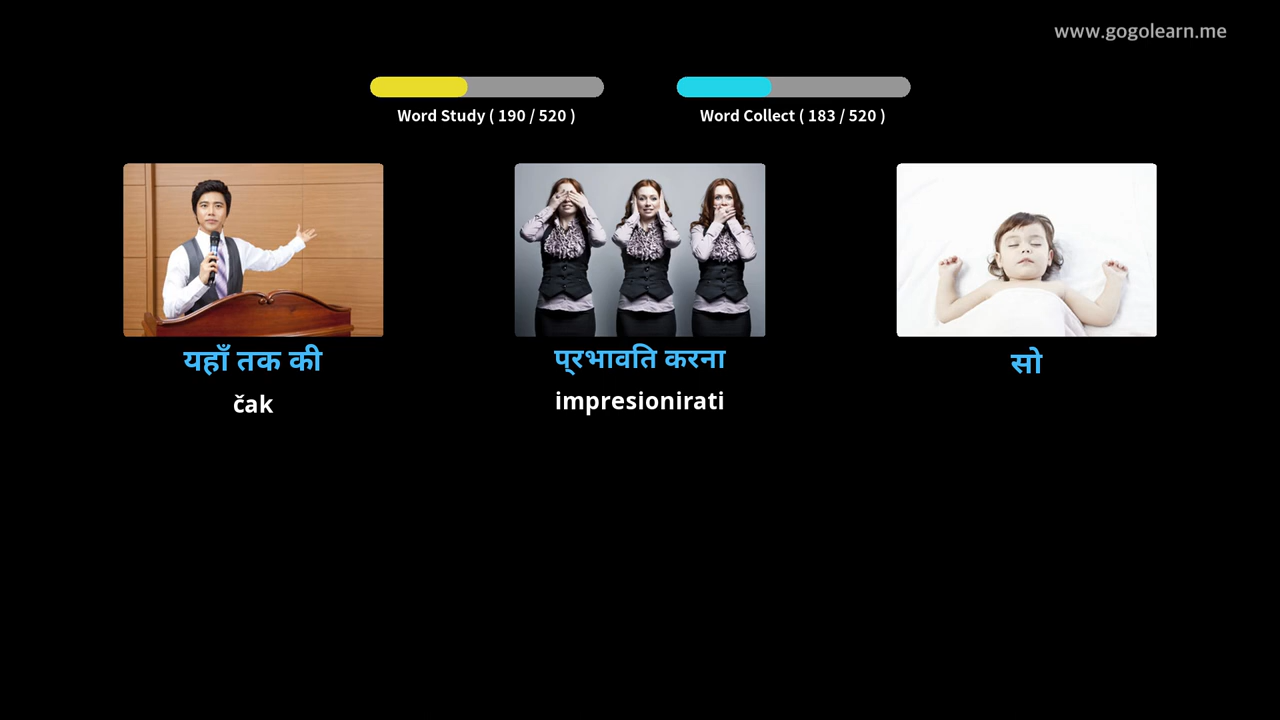 www.gogolearn.me
Word Study ( 190 / 520 )
Word Collect ( 183 / 520 )
यहाँ तक की
čak
प्रभावति करना
impresionirati
सो